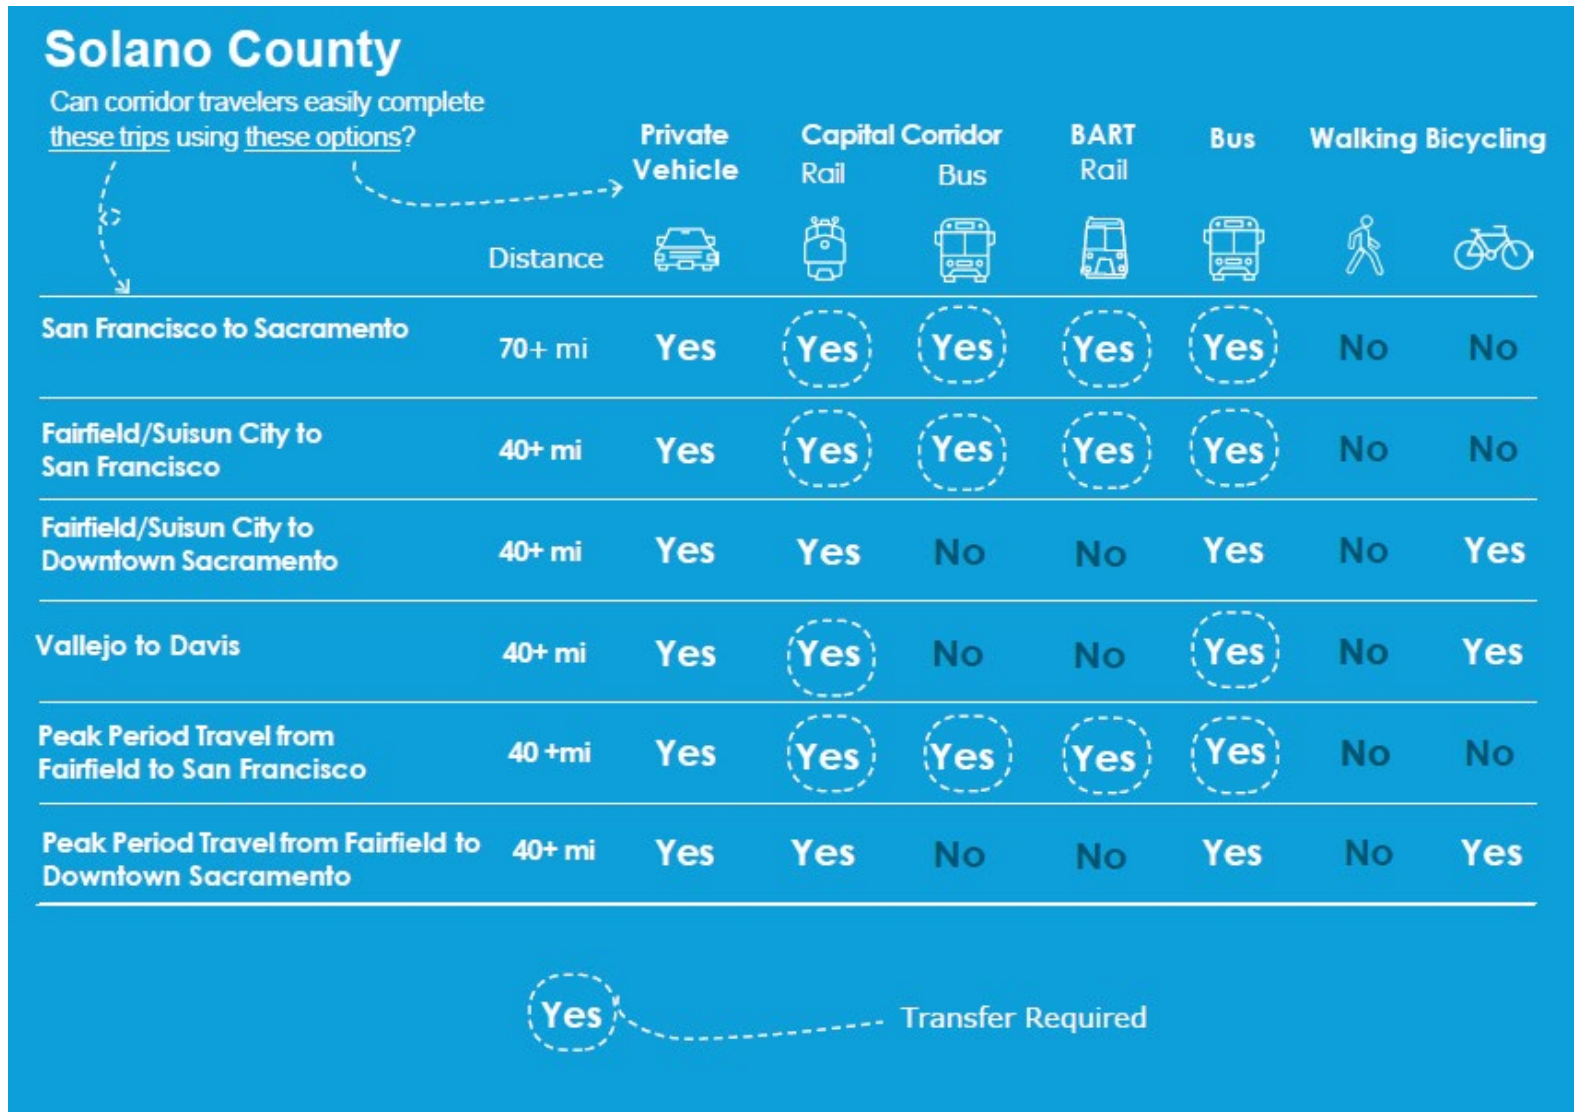 Solano County
Can corridor travelers easily complete
these trips using these options?
Private Vehicle
Capital Corridor
Rail
Bus
BART
Rail
Bus
Walking
Bicycling
Distance
San Francisco to Sacramento
70+ mi Yes Yes Yes Yes Yes No No
Fairfield/Suisun City to
San Francisco
40+ mi Yes Yes Yes Yes Yes No No
Fairfield/Suisun City to
Downtown Sacramento
40+ mi Yes Yes No No Yes No Yes
Vallejo to Davis
40+ mi Yes Yes No No Yes No Yes
Peak Period Travel from
Fairfield to San Francisco
40 +mi Yes Yes Yes Yes Yes No No
Peak Period Travel from Fairfield to
Downtown Sacramento
40+ mi Yes Yes No No Yes No Yes
Yes Transfer Required